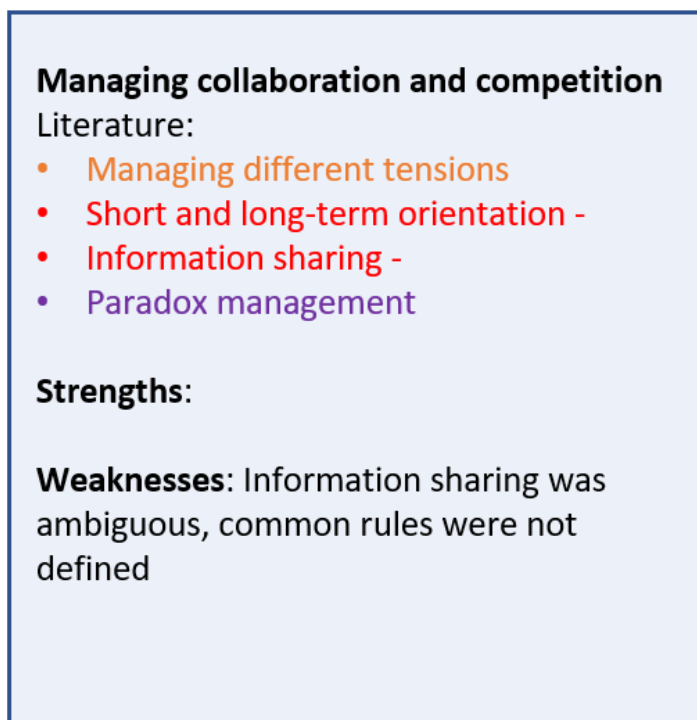 Managing collaboration and competition
Literature:
• Managing different tensions
• Short and long-term orientation -
• Information sharing -
• Paradox management
Strengths:
Weaknesses: Information sharing was
ambiguous, common rules were not
defined